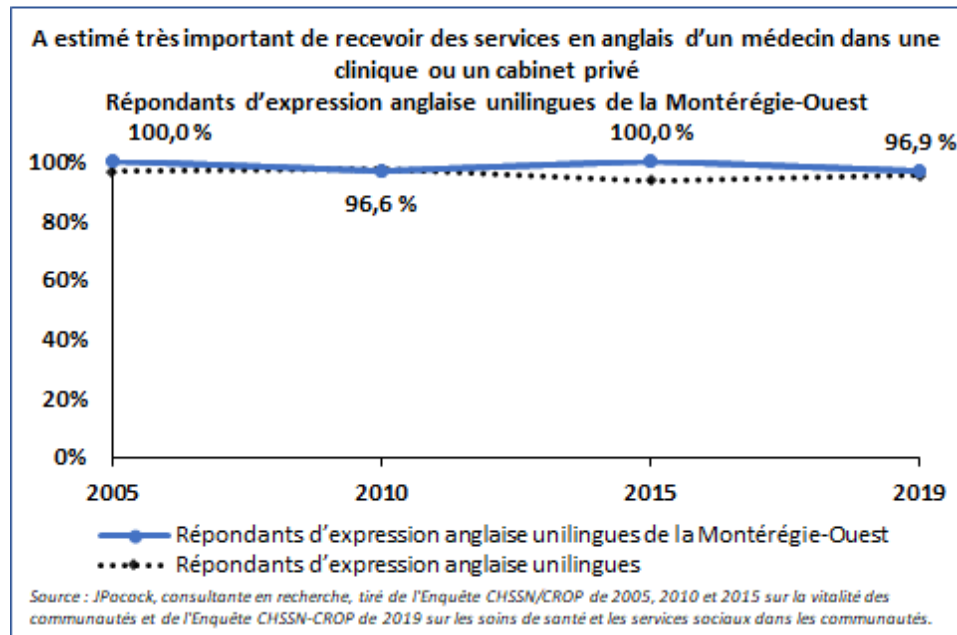 A estimé très important de recevoir des services en anglais d’un médecin dans une
clinique ou un cabinet privé
Répondants d’expression anglaise unilingues de la Montérégie-Ouest
100,0 %
100,0 %
96,9 %
100%
96,6 %
80%
60%
40%
20%
0%
2005 2010 2015 2019
Répondants d’expression anglaise unilingues de la Montérégie-Ouest
Répondants d’expression anglaise unilingues
Source : JPocock, consultante en recherche, tiré de l'Enquête CHSSN/CROP de 2005, 2010 et 2015 sur la vitalité des
communautés et de l'Enquête CHSSN-CROP de 2019 sur les soins de santé et les services sociaux dans les communautés.